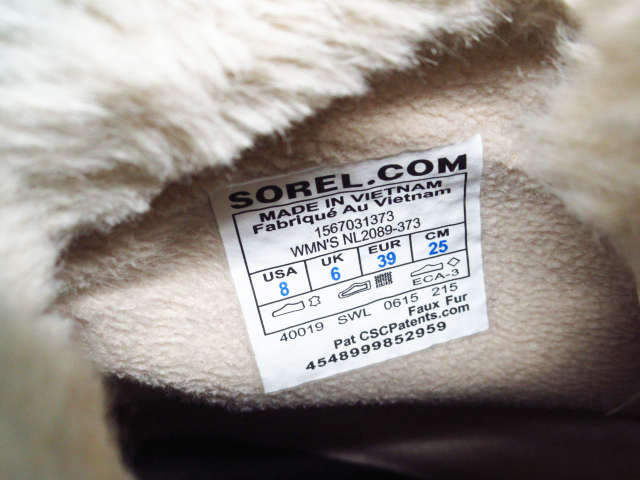 SOREL.COM
MADE IN VIETNAM
Fabriqué Au Vietnam
1567031373
WMN'S NL2089-373
USA UK EUR CM
8 6 39 25
ECA-3
40019 SWL 0615 215
Faux Fur
Pat CSCPatents.com
4548999852959